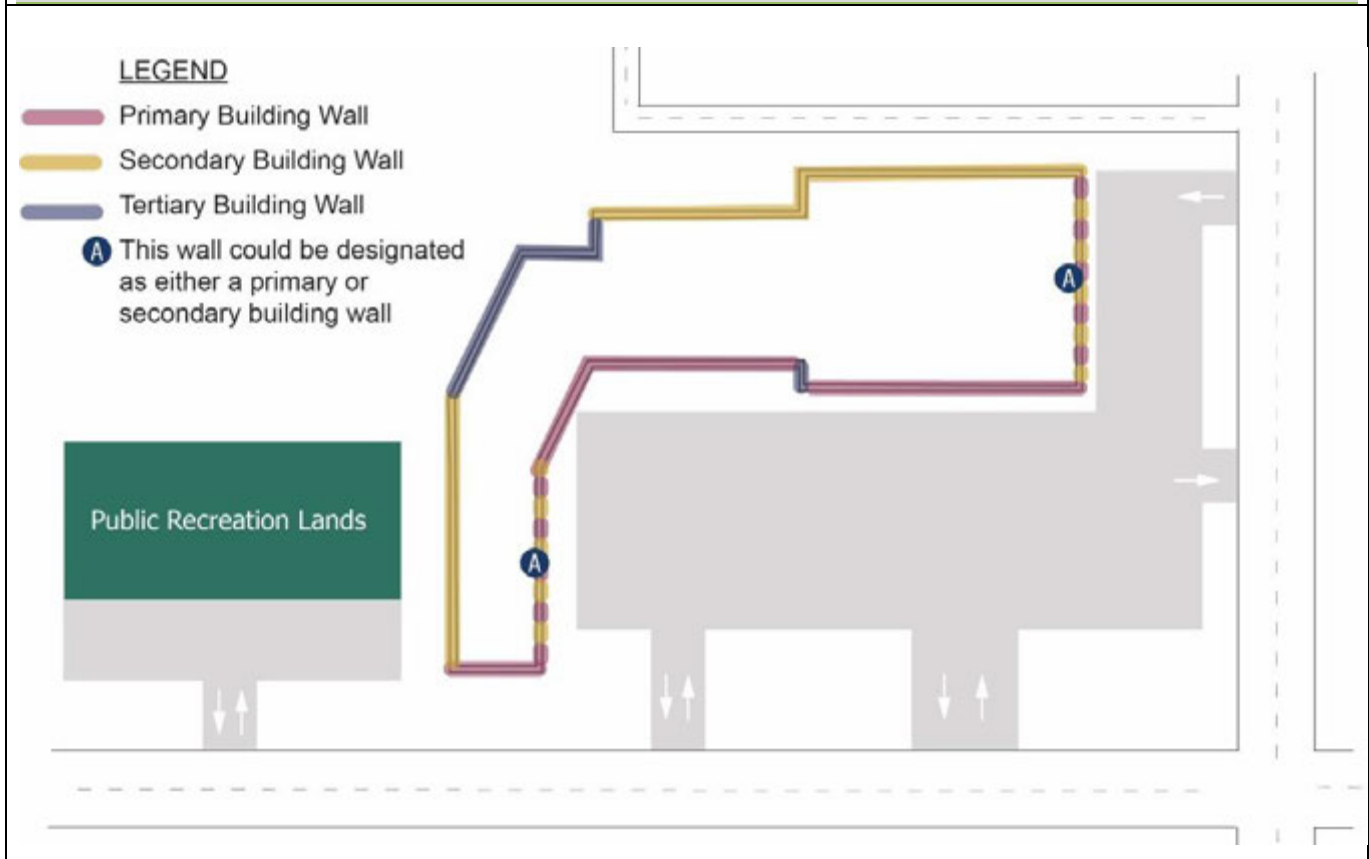 LEGEND
Primary Building Wall
Secondary Building Wall
Tertiary Building Wall
A This wall could be designated
as either a primary or
secondary building wall
A
Public Recreation Lands
A